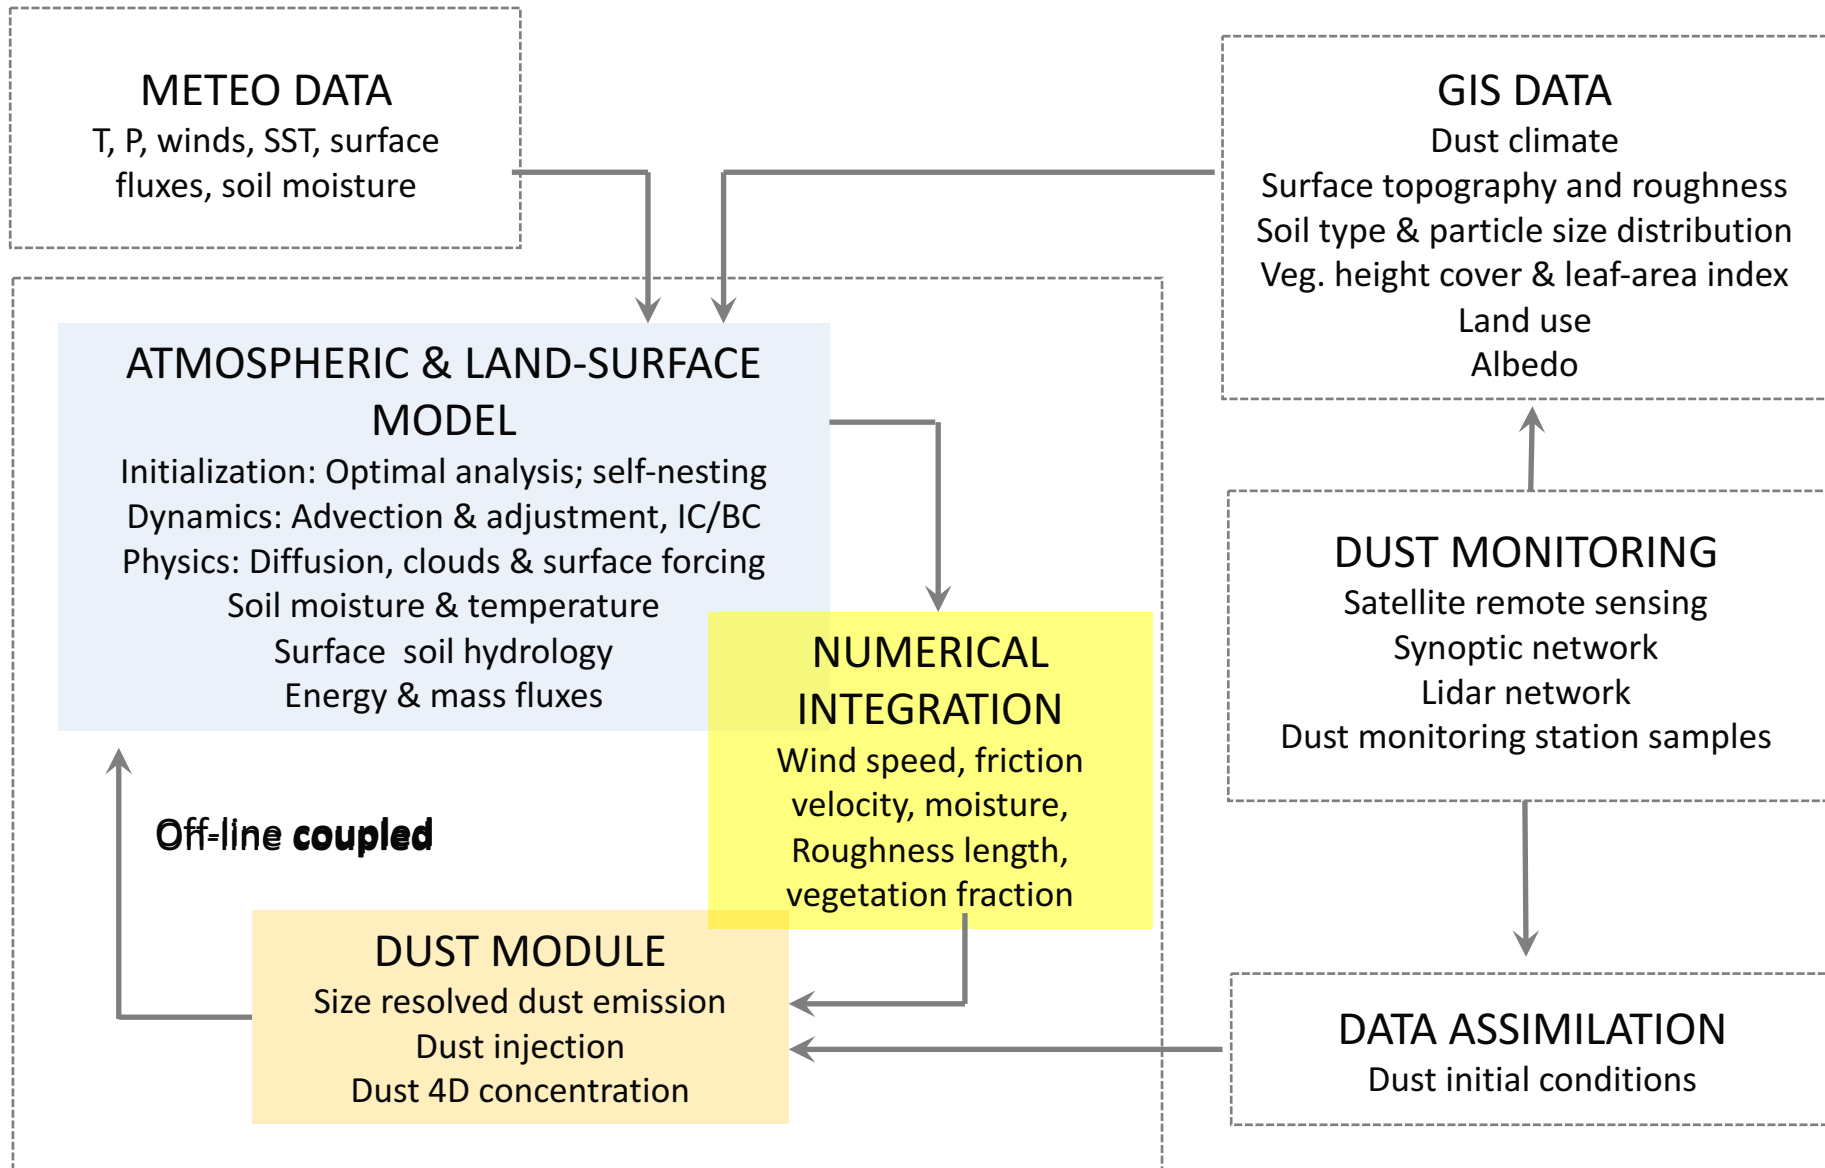 METEO DATA
T, P, winds, SST, surface
fluxes, soil moisture
GIS DATA
Dust climate
Surface topography and roughness
Soil type & particle size distribution
Veg. height cover & leaf-area index
Land use
Albedo
ATMOSPHERIC & LAND-SURFACE
MODEL
Initialization: Optimal analysis; self-nesting
Dynamics: Advection & adjustment, IC/BC
Physics: Diffusion, clouds & surface forcing
Soil moisture & temperature
Surface soil hydrology
Energy & mass fluxes
NUMERICAL
INTEGRATION
Wind speed, friction
velocity, moisture,
Roughness length,
vegetation fraction
DUST MONITORING
Satellite remote sensing
Synoptic network
Lidar network
Dust monitoring station samples
Off-line coupled
DUST MODULE
Size resolved dust emission
Dust injection
Dust 4D concentration
DATA ASSIMILATION
Dust initial conditions